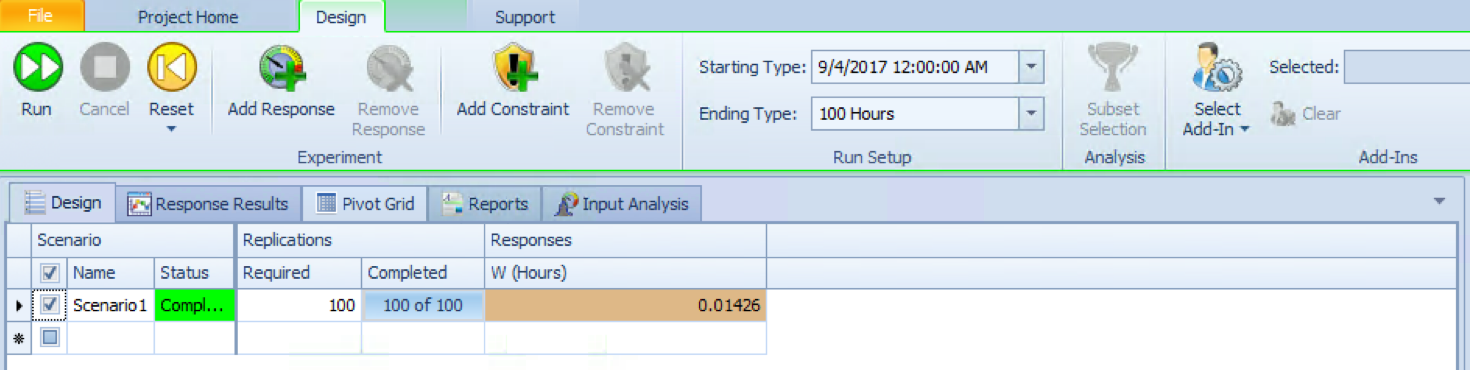 File Project Home Design Support
Starting Type: 9/4/2017 12:00:00 AM Selected:
Run Cancel Reset Add Response Remove Response Add Constraint Remove Constraint Ending Type: 100 Hours Subset Selection Select Add-In Clear
Experiment Run Setup Analysis Add-Ins
Design Response Results Pivot Grid Reports Input Analysis
Scenario Replications Responses
Name Status Required Completed W (Hours)
Scenario1 Compl... 100 100 of 100 0.01426